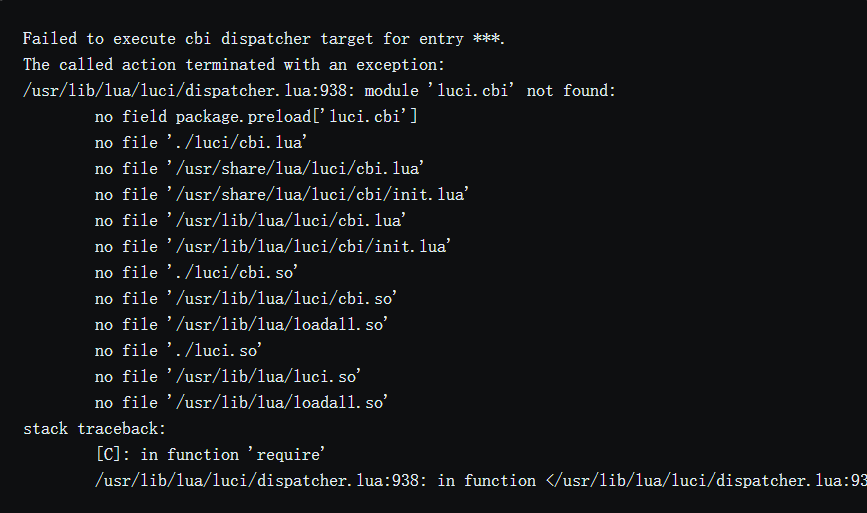 Failed to execute cbi dispatcher target for entry ***.
The called action terminated with an exception:
/usr/lib/lua/luci/dispatcher.lua:938: module 'luci.cbi' not found:
no field package.preload['luci.cbi']
no file './luci/cbi.lua'
no file '/usr/share/lua/luci/cbi.lua'
no file '/usr/share/lua/luci/cbi/init.lua'
no file '/usr/lib/lua/luci/cbi.lua'
no file '/usr/lib/lua/luci/cbi/init.lua'
no file './luci/cbi.so'
no file '/usr/lib/lua/luci/cbi.so'
no file '/usr/lib/lua/loadall.so'
no file './luci.so'
no file '/usr/lib/lua/luci.so'
no file '/usr/lib/lua/loadall.so'
stack traceback:
[C]: in function 'require'
/usr/lib/lua/luci/dispatcher.lua:938: in function </usr/lib/lua/luci/dispatcher.lua:93